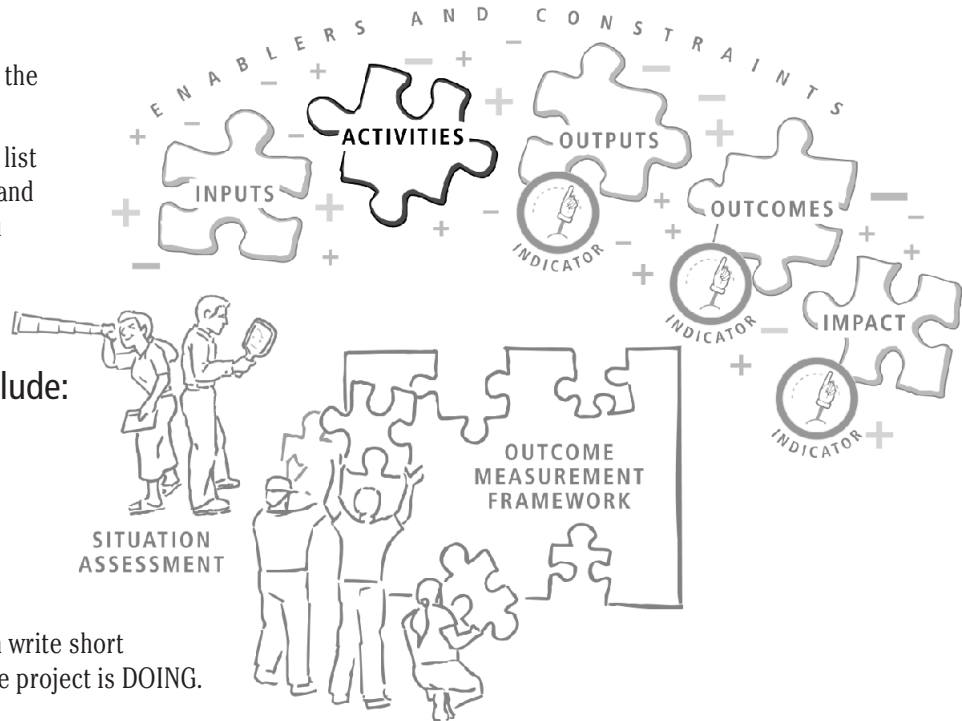 ENABLERS AND CONSTRAINTS
the
list
and
ACTIVITIES
OUTPUTS
INPUTS
OUTCOMES
INDICATOR
INDICATOR
IMPACT
INDICATOR
lude:
OUTCOME
MEASUREMENT
FRAMEWORK
SITUATION
ASSESSMENT
write short
e project is DOING.